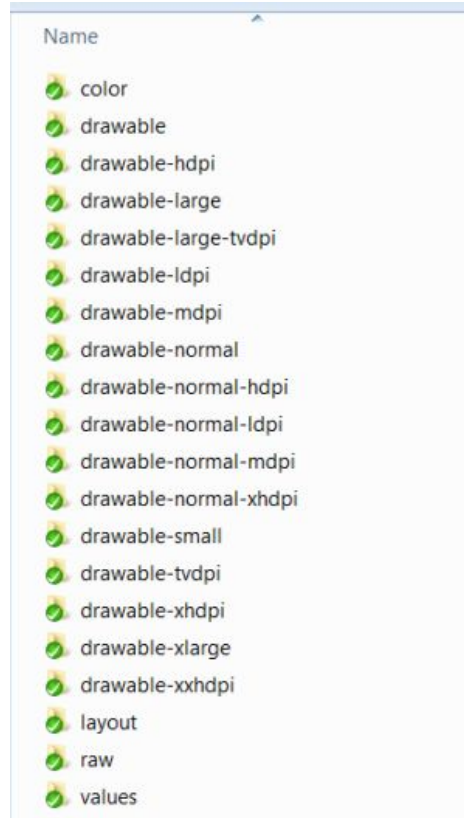 Name
color
drawable
drawable-hdpi
drawable-large
drawable-large-tvdpi
drawable-ldpi
drawable-mdpi
drawable-normal
drawable-normal-hdpi
drawable-normal-ldpi
drawable-normal-mdpi
drawable-normal-xhdpi
drawable-small
drawable-tvdpi
drawable-xhdpi
drawable-xlarge
drawable-xxhdpi
layout
raw
values